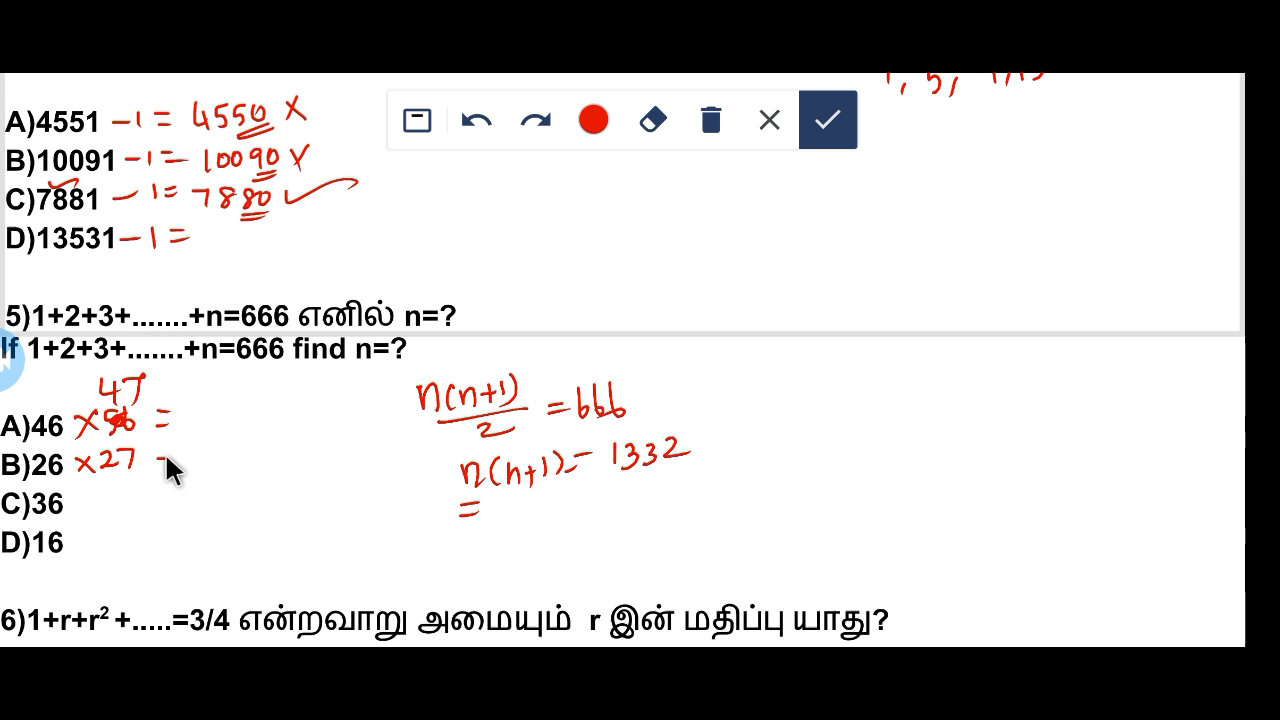 A)4551 -1 = 4550 X
B)10091 -1 = 10090 X
C)7881 -1 = 7880 ✓
D)13531 -1 =
5)1+2+3+.......+n=666 எனில் n=?
If 1+2+3+.......+n=666 find n=?
47
A)46 × =
B)26 ×27 =
C)36
D)16
n(n+1)/2 = 666
n(n+1) = 1332
=
6)1+r+r² +.....=3/4 என்றவாறு அமையும் r இன் மதிப்பு யாது?